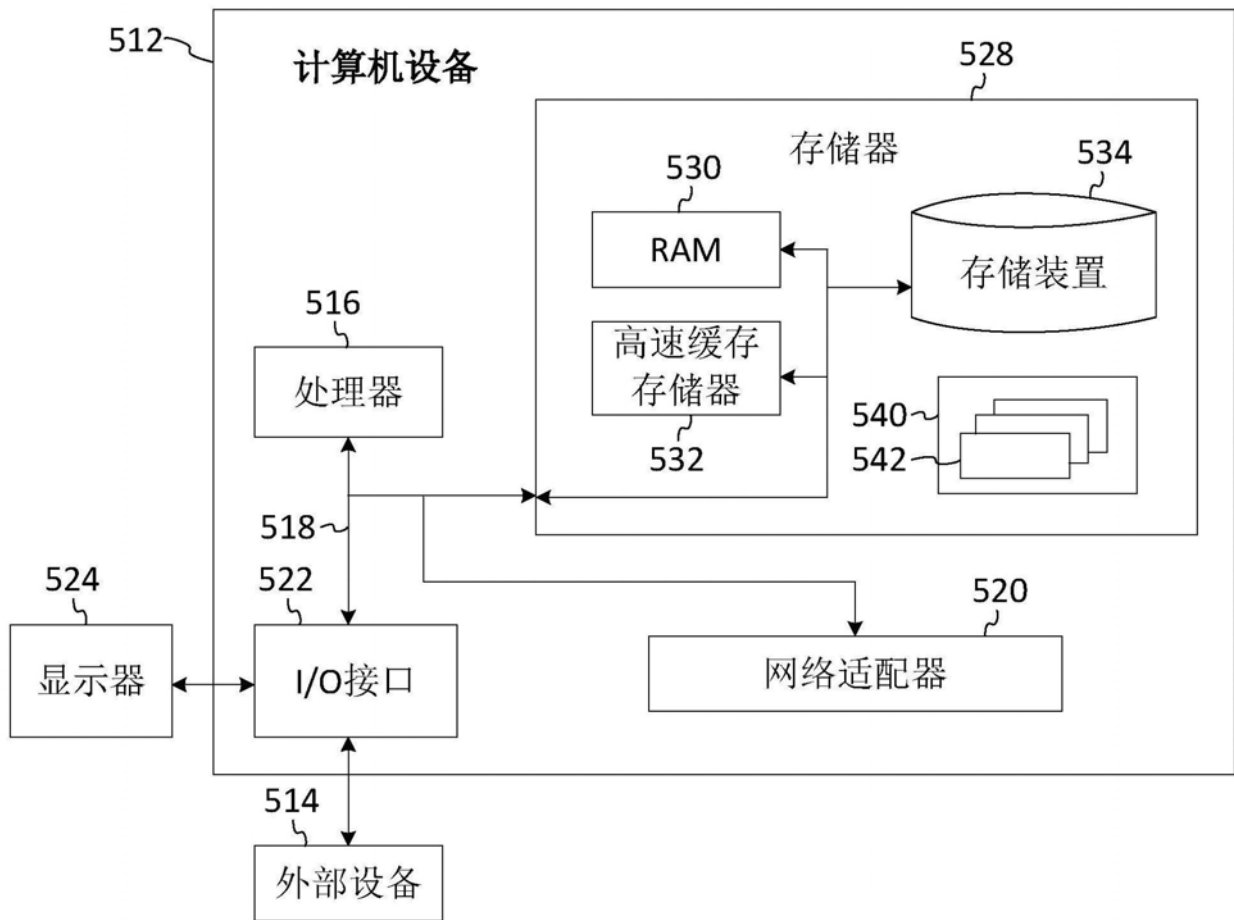 512
计算机设备
528
存储器
530
534
RAM
存储装置
516
高速缓存
存储器
处理器
540
532
542
518
524
522
520
显示器
I/O接口
网络适配器
514
外部设备